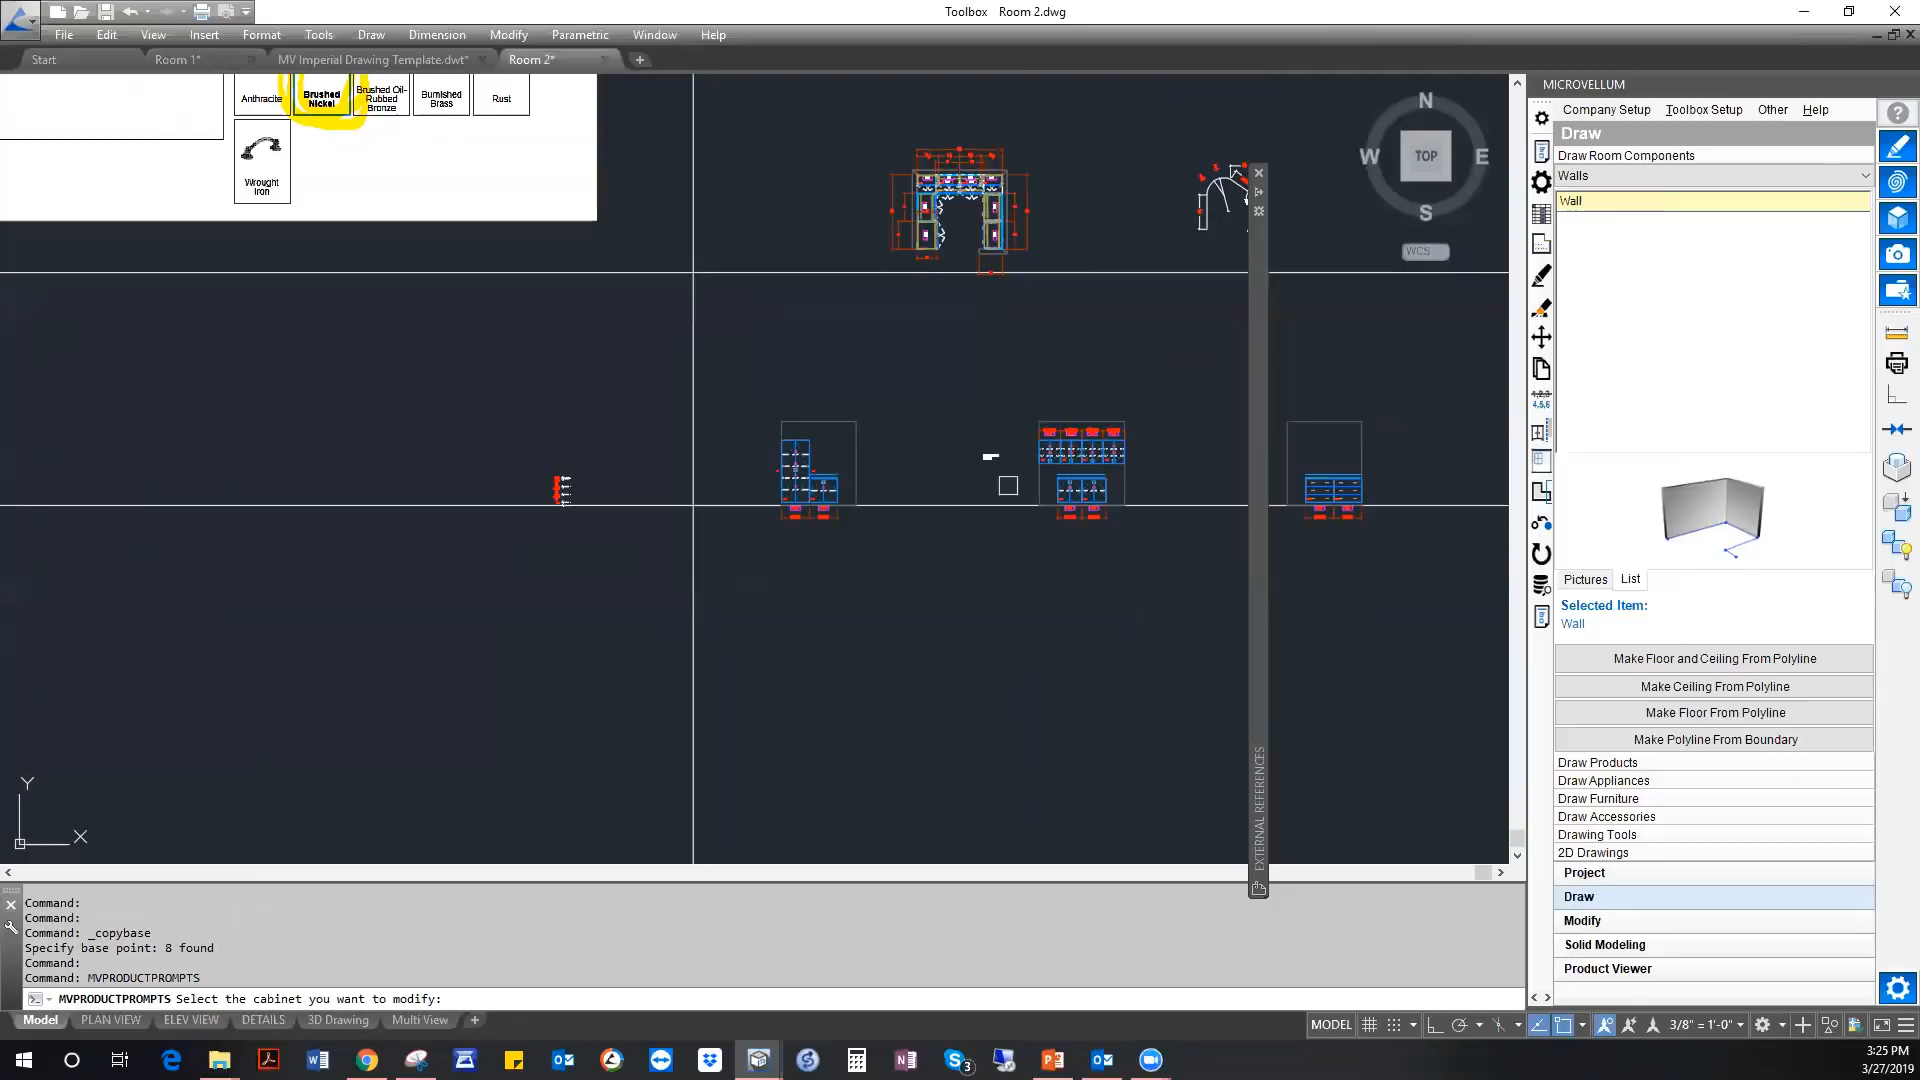 Toolbox Room 2.dwg
File Edit View Insert Format Tools Draw Dimension Modify Parametric Window Help
Start Room 1* MV Imperial Drawing Template.dwt* Room 2*
Anthracite
Brushed
Nickel
Brushed Oil-
Rubbed
Bronze
Burnished
Brass
Rust
Wrought
Iron
N
W TOP E
S
WCS
EXTERNAL REFERENCES
Y
X
MICROVELLUM
Company Setup Toolbox Setup Other Help
Draw
Draw Room Components
Walls
Wall
Pictures List
Selected Item:
Wall
Make Floor and Ceiling From Polyline
Make Ceiling From Polyline
Make Floor From Polyline
Make Polyline From Boundary
Draw Products
Draw Appliances
Draw Furniture
Draw Accessories
Drawing Tools
2D Drawings
Project
Draw
Modify
Solid Modeling
Product Viewer
Command:
Command:
Command: _copybase
Specify base point: 8 found
Command:
Command: MVPRODUCTPROMPTS
MVPRODUCTPROMPTS Select the cabinet you want to modify:
Model PLAN VIEW ELEV VIEW DETAILS 3D Drawing Multi View
MODEL 3/8" = 1'-0"
3:25 PM
3/27/2019